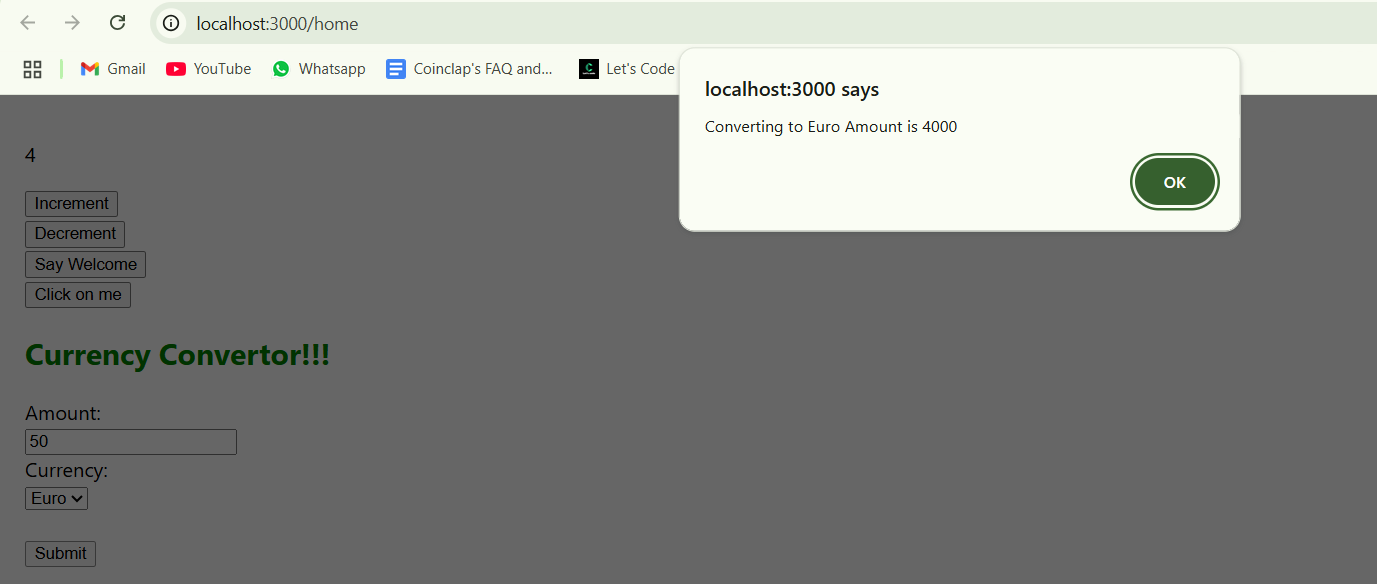 localhost:3000/home
Gmail YouTube Whatsapp Coinclap's FAQ and... Let's Code
localhost:3000 says
Converting to Euro Amount is 4000
OK
4
Increment
Decrement
Say Welcome
Click on me
Currency Convertor!!!
Amount:
50
Currency:
Euro
Submit